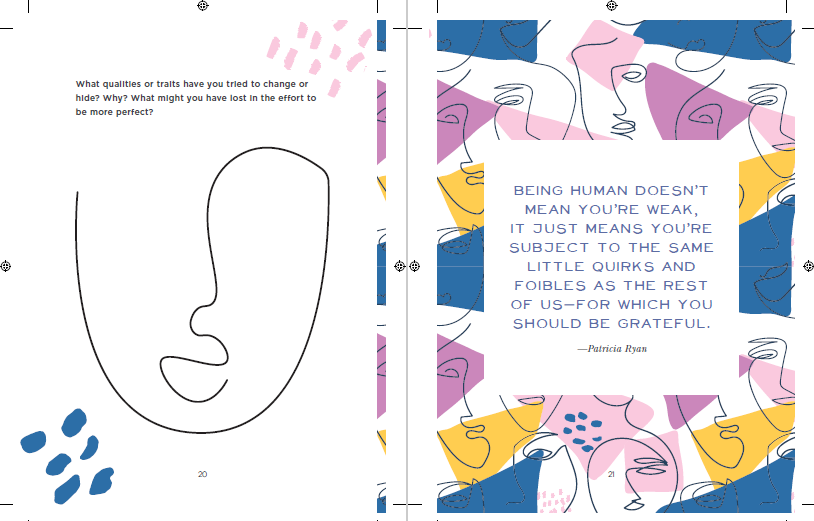 What qualities or traits have you tried to change or
hide? Why? What might you have lost in the effort to
be more perfect?
20
BEING HUMAN DOESN’T
MEAN YOU’RE WEAK,
IT JUST MEANS YOU’RE
SUBJECT TO THE SAME
LITTLE QUIRKS AND
FOIBLES AS THE REST
OF US—FOR WHICH YOU
SHOULD BE GRATEFUL.
—Patricia Ryan
21